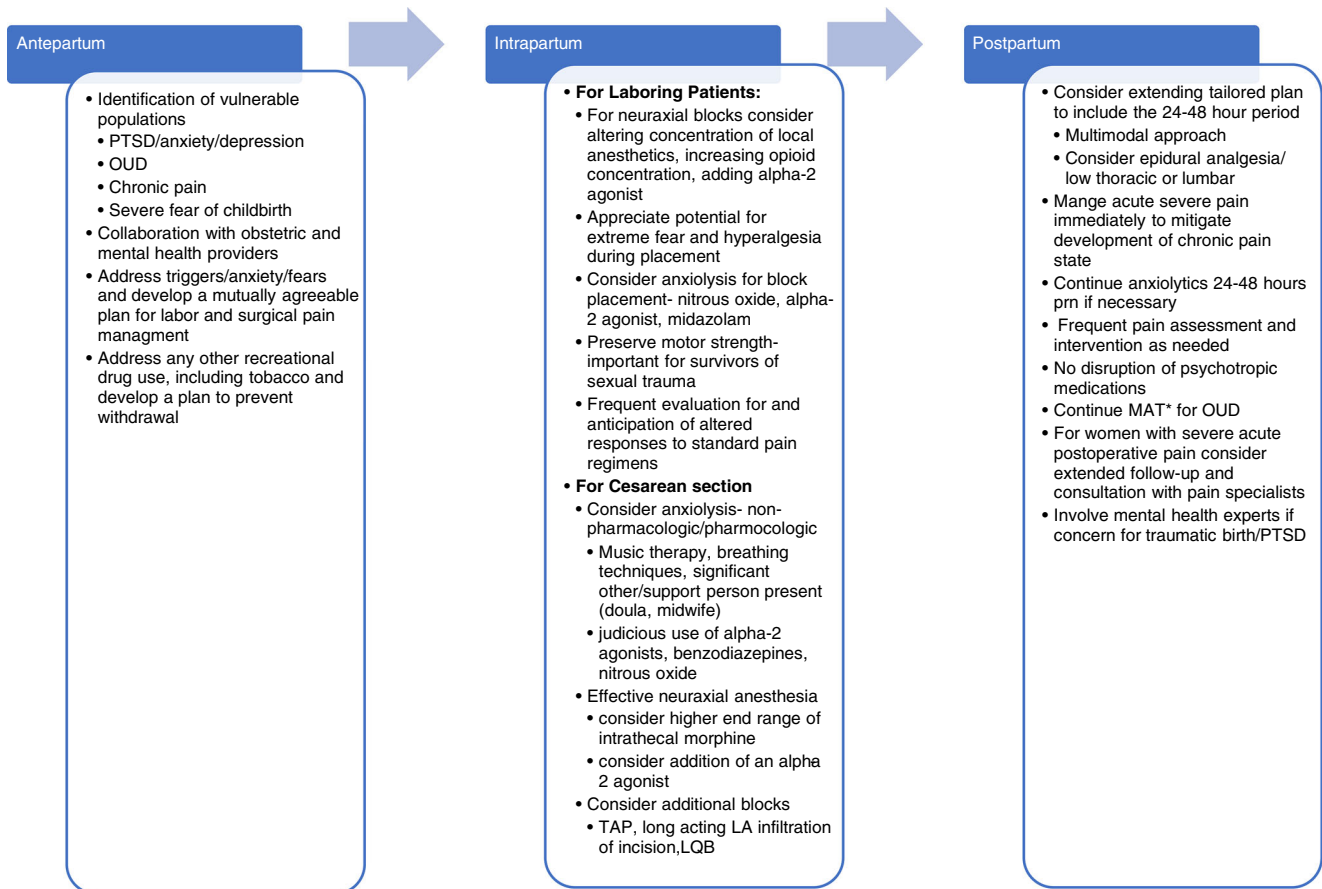 Antepartum
• Identification of vulnerable
populations
• PTSD/anxiety/depression
• OUD
• Chronic pain
• Severe fear of childbirth
• Collaboration with obstetric and
mental health providers
• Address triggers/anxiety/fears
and develop a mutually agreeable
plan for labor and surgical pain
managment
• Address any other recreational
drug use, including tobacco and
develop a plan to prevent
withdrawal
Intrapartum
• For Laboring Patients:
• For neuraxial blocks consider
altering concentration of local
anesthetics, increasing opioid
concentration, adding alpha-2
agonist
• Appreciate potential for
extreme fear and hyperalgesia
during placement
• Consider anxiolysis for block
placement- nitrous oxide, alpha-
2 agonist, midazolam
• Preserve motor strength-
important for survivors of
sexual trauma
• Frequent evaluation for and
anticipation of altered
responses to standard pain
regimens
• For Cesarean section
• Consider anxiolysis- non-
pharmacologic/pharmocologic
• Music therapy, breathing
techniques, significant
other/support person present
(doula, midwife)
• judicious use of alpha-2
agonists, benzodiazepines,
nitrous oxide
• Effective neuraxial anesthesia
• consider higher end range of
intrathecal morphine
• consider addition of an alpha-
2 agonist
• Consider additional blocks
• TAP, long acting LA infiltration
of incision,LQB
Postpartum
• Consider extending tailored plan
to include the 24-48 hour period
• Multimodal approach
• Consider epidural analgesia/
low thoracic or lumbar
• Mange acute severe pain
immediately to mitigate
development of chronic pain
state
• Continue anxiolytics 24-48 hours
prn if necessary
• Frequent pain assessment and
intervention as needed
• No disruption of psychotropic
medications
• Continue MAT* for OUD
• For women with severe acute
postoperative pain consider
extended follow-up and
consultation with pain specialists
• Involve mental health experts if
concern for traumatic birth/PTSD